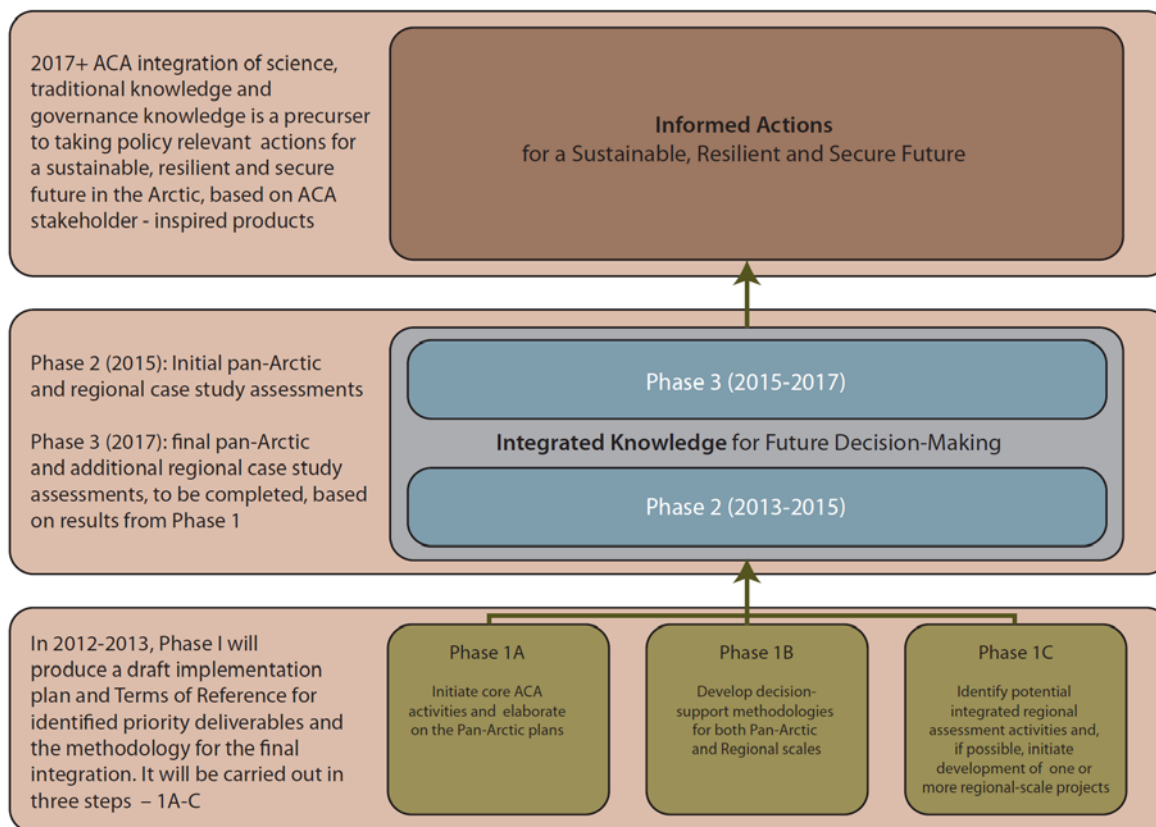 2017+ ACA integration of science,
traditional knowledge and
governance knowledge is a precurser
to taking policy relevant actions for
a sustainable, resilient and secure
future in the Arctic, based on ACA
stakeholder - inspired products
Informed Actions
for a Sustainable, Resilient and Secure Future
Phase 2 (2015): Initial pan-Arctic
and regional case study assessments
Phase 3 (2017): final pan-Arctic
and additional regional case study
assessments, to be completed, based
on results from Phase 1
Phase 3 (2015-2017)
Integrated Knowledge for Future Decision-Making
Phase 2 (2013-2015)
In 2012-2013, Phase I will
produce a draft implementation
plan and Terms of Reference for
identified priority deliverables and
the methodology for the final
integration. It will be carried out in
three steps – 1A-C
Phase 1A
Initiate core ACA
activities and elaborate
on the Pan-Arctic plans
Phase 1B
Develop decision-
support methodologies
for both Pan-Arctic
and Regional scales
Phase 1C
Identify potential
integrated regional
assessment activities and,
if possible, initiate
development of one or
more regional-scale projects